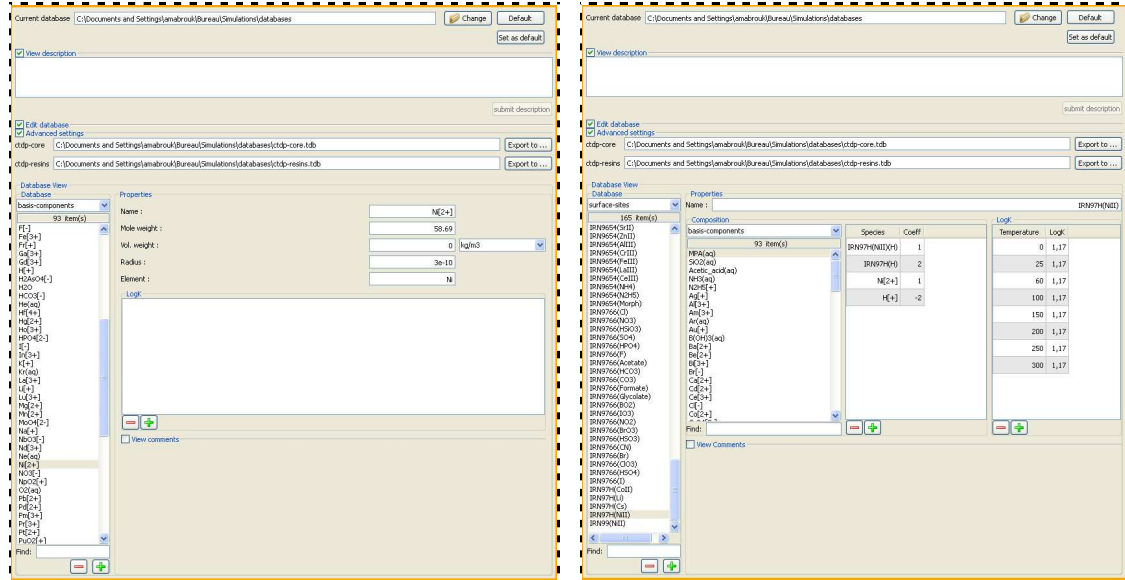 Current database C:\Documents and Settings\amabrouk\Bureau\Simulations\databases Change Default
Set as default
View description
submit description
Edit database
Advanced settings
ctdp-core C:\Documents and Settings\amabrouk\Bureau\Simulations\databases\ctdp-core.tdb Export to ...
ctdp-resins C:\Documents and Settings\amabrouk\Bureau\Simulations\databases\ctdp-resins.tdb Export to ...
Database View
Database
basis-components
93 item(s)
F[-]
Fe[3+]
Fr[+]
Ga[3+]
Gd[3+]
H[+]
H2AsO4[-]
H2O
HCO3[-]
He(aq)
Hf[4+]
Hg[2+]
Ho[3+]
HPO4[2-]
I[-]
In[3+]
K[+]
Kr(aq)
La[3+]
Li[+]
Lu[3+]
Mg[2+]
Mn[2+]
MoO4[2-]
Na[+]
NbO3[-]
Nd[3+]
Ne(aq)
Ni[2+]
NO3[-]
NpO2[+]
O2(aq)
Pb[2+]
Pd[2+]
Pm[3+]
Pr[3+]
Pt[2+]
PuO2[+]
Find:
Properties
Name : Ni[2+]
Mole weight : 58.69
Vol. weight : 0 kg/m3
Radius : 3e-10
Element : Ni
LogK
View comments
Current database C:\Documents and Settings\amabrouk\Bureau\Simulations\databases Change Default
Set as default
View description
submit description
Edit database
Advanced settings
ctdp-core C:\Documents and Settings\amabrouk\Bureau\Simulations\databases\ctdp-core.tdb Export to ...
ctdp-resins C:\Documents and Settings\amabrouk\Bureau\Simulations\databases\ctdp-resins.tdb Export to ...
Database View
Database
surface-sites
165 item(s)
IRN9654(SrII)
IRN9654(ZnII)
IRN9654(AlIII)
IRN9654(CrIII)
IRN9654(FeIII)
IRN9654(LaIII)
IRN9654(CeIII)
IRN9654(NH4)
IRN9654(N2H5)
IRN9654(Morph)
IRN9766(Cl)
IRN9766(NO3)
IRN9766(HSiO3)
IRN9766(SO4)
IRN9766(HPO4)
IRN9766(F)
IRN9766(Acetate)
IRN9766(HCO3)
IRN9766(CO3)
IRN9766(Formate)
IRN9766(Glycolate)
IRN9766(BO2)
IRN9766(IO3)
IRN9766(NO2)
IRN9766(BrO3)
IRN9766(HSO3)
IRN9766(CN)
IRN9766(Br)
IRN9766(ClO3)
IRN9766(HSO4)
IRN9766(I)
IRN97H(CoII)
IRN97H(Li)
IRN97H(Cs)
IRN97H(NiII)
IRN99(NiII)
Find:
Properties
Name : IRN97H(NiII)
Composition
basis-components
93 item(s)
MPA(aq)
SiO2(aq)
Acetic_acid(aq)
NH3(aq)
N2H5[+]
Ag[+]
Al[3+]
Am[3+]
Ar(aq)
Au[+]
B(OH)3(aq)
Ba[2+]
Be[2+]
Bi[3+]
Br[-]
Ca[2+]
Cd[2+]
Ce[3+]
Cl[-]
Co[2+]
Find:
Species Coeff
IRN97H(NiII)(H) 1
IRN97H(H) 2
Ni[2+] 1
H[+] -2
LogK
Temperature LogK
0 1,17
25 1,17
60 1,17
100 1,17
150 1,17
200 1,17
250 1,17
300 1,17
View Comments